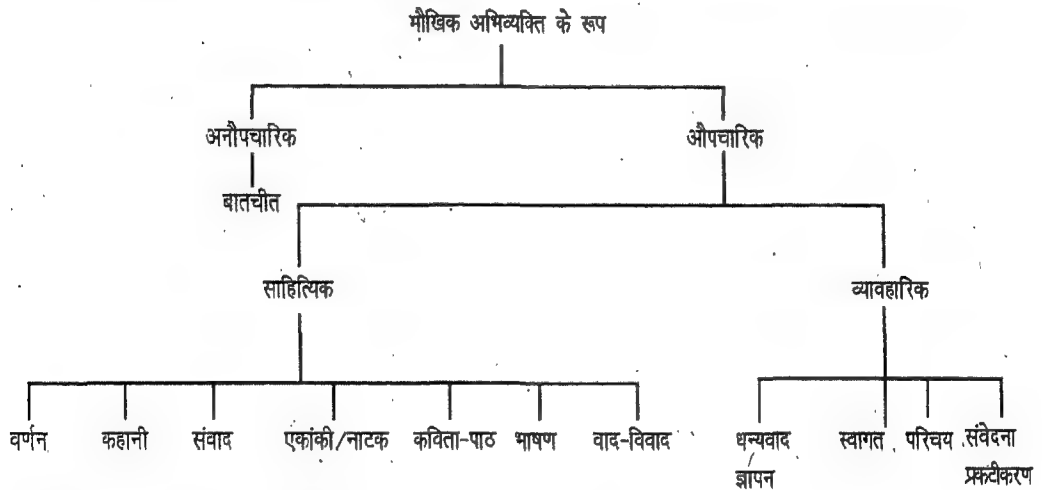 मौखिक अभिव्यक्ति के रूप
अनौपचारिक औपचारिक
बातचीत
साहित्यिक व्यावहारिक
वर्णन कहानी संवाद एकांकी/नाटक कविता-पाठ भाषण वाद-विवाद धन्यवाद स्वागत परिचय संवेदना
ज्ञापन प्रकटीकरण